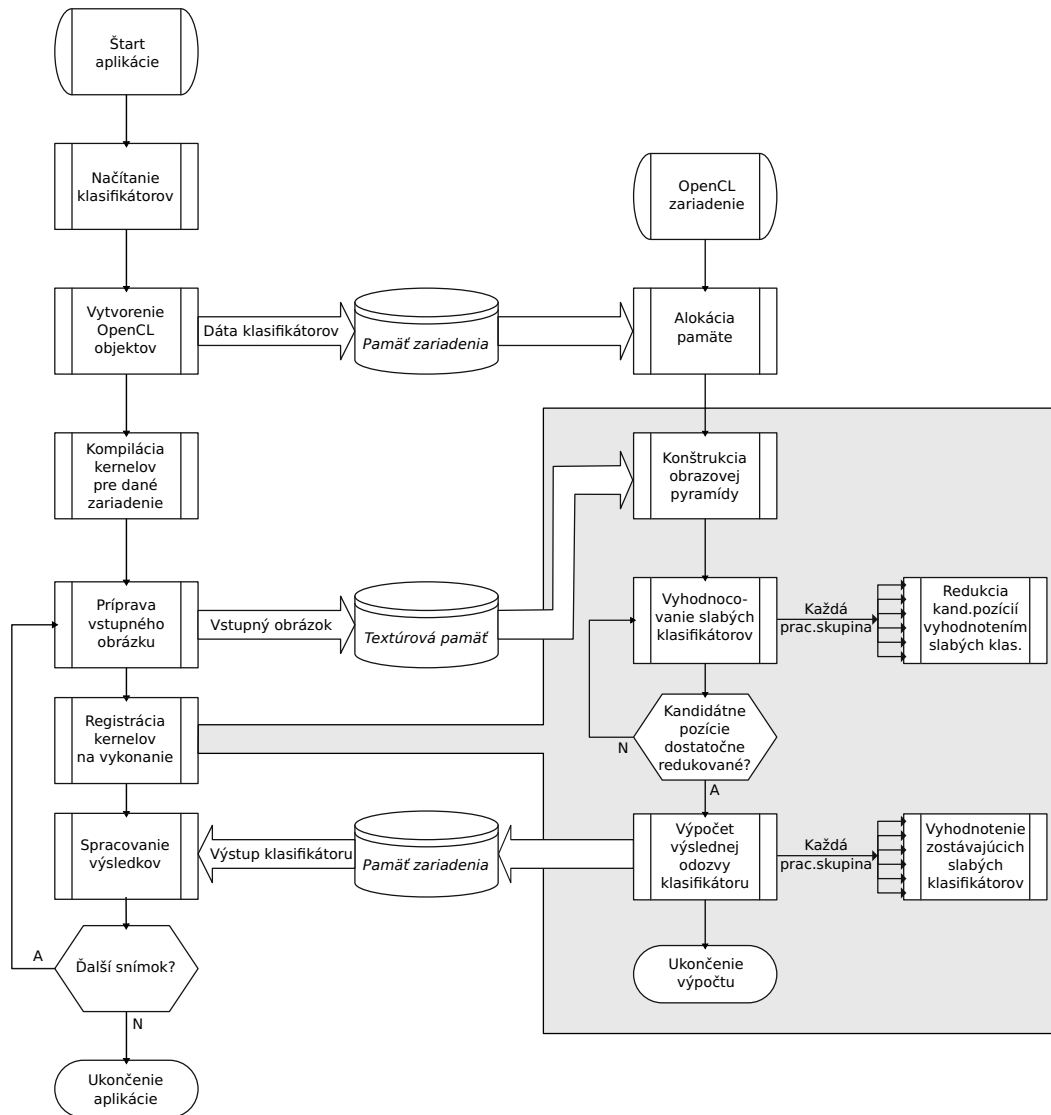 Štart
aplikácie
Načítanie
klasifikátorov
OpenCL
zariadenie
Vytvorenie
OpenCL
objektov
Dáta klasifikátorov
Pamäť zariadenia
Alokácia
pamäte
Kompilácia
kernelov
pre dané
zariadenie
Konštrukcia
obrazovej
pyramídy
Príprava
vstupného
obrázku
Vstupný obrázok
Textúrová pamäť
Vyhodnoco-
vanie slabých
klasifikátorov
Každá
prac.skupina
Redukcia
kand.pozícií
vyhodnotením
slabých klas.
Registrácia
kernelov
na vykonanie
Kandidátne
pozície
dostatočne
redukované?
N
A
Spracovanie
výsledkov
Výstup klasifikátoru
Pamäť zariadenia
Výpočet
výslednej
odozvy
klasifikátoru
Každá
prac.skupina
Vyhodnotenie
zostávajúcich
slabých
klasifikátorov
A
Ďalší snímok?
N
Ukončenie
výpočtu
Ukončenie
aplikácie